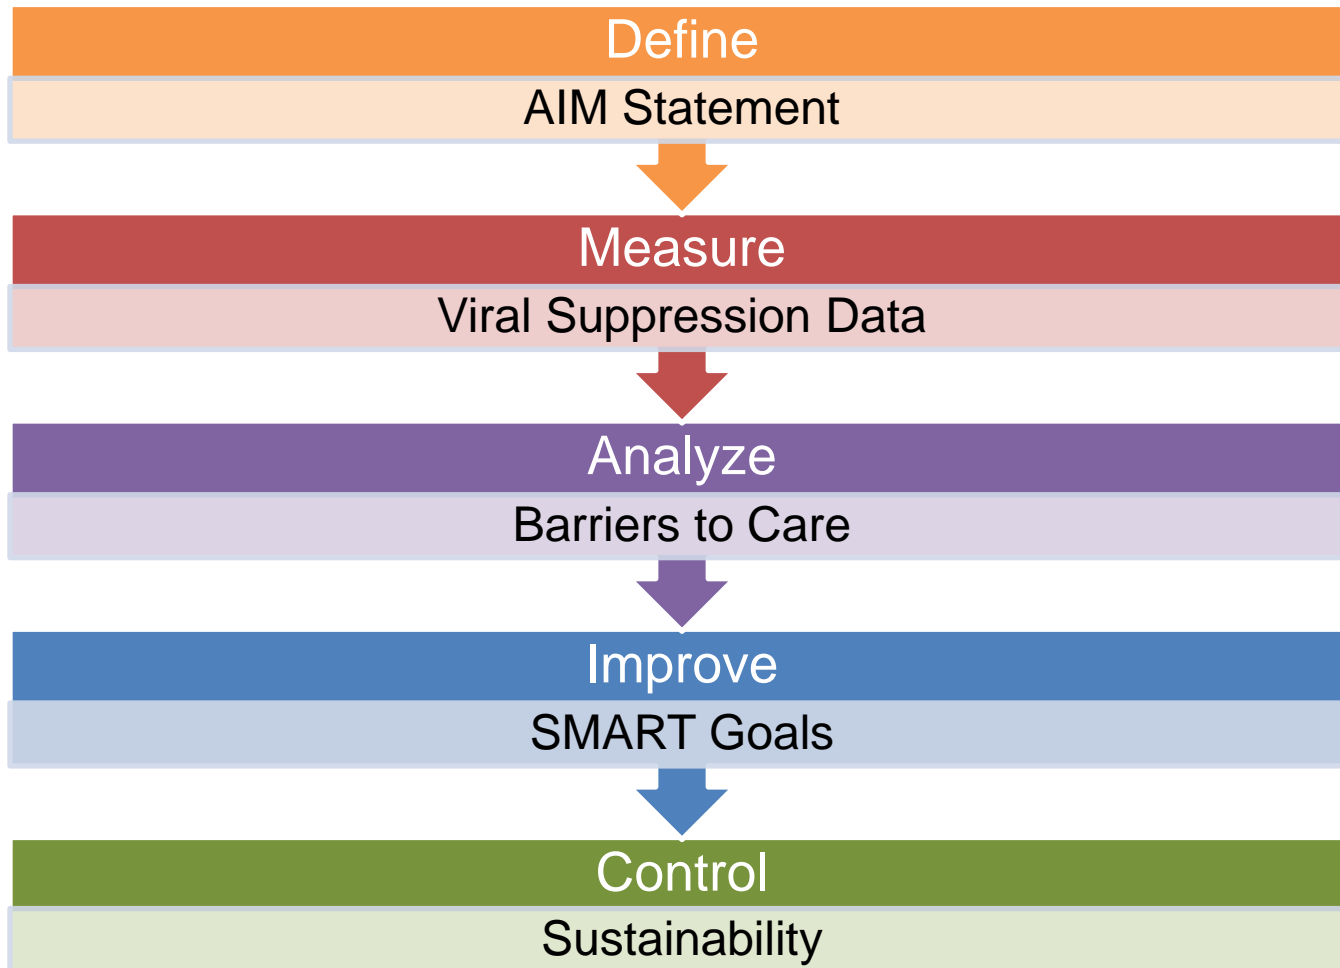 Define
AIM Statement
Measure
Viral Suppression Data
Analyze
Barriers to Care
Improve
SMART Goals
Control
Sustainability